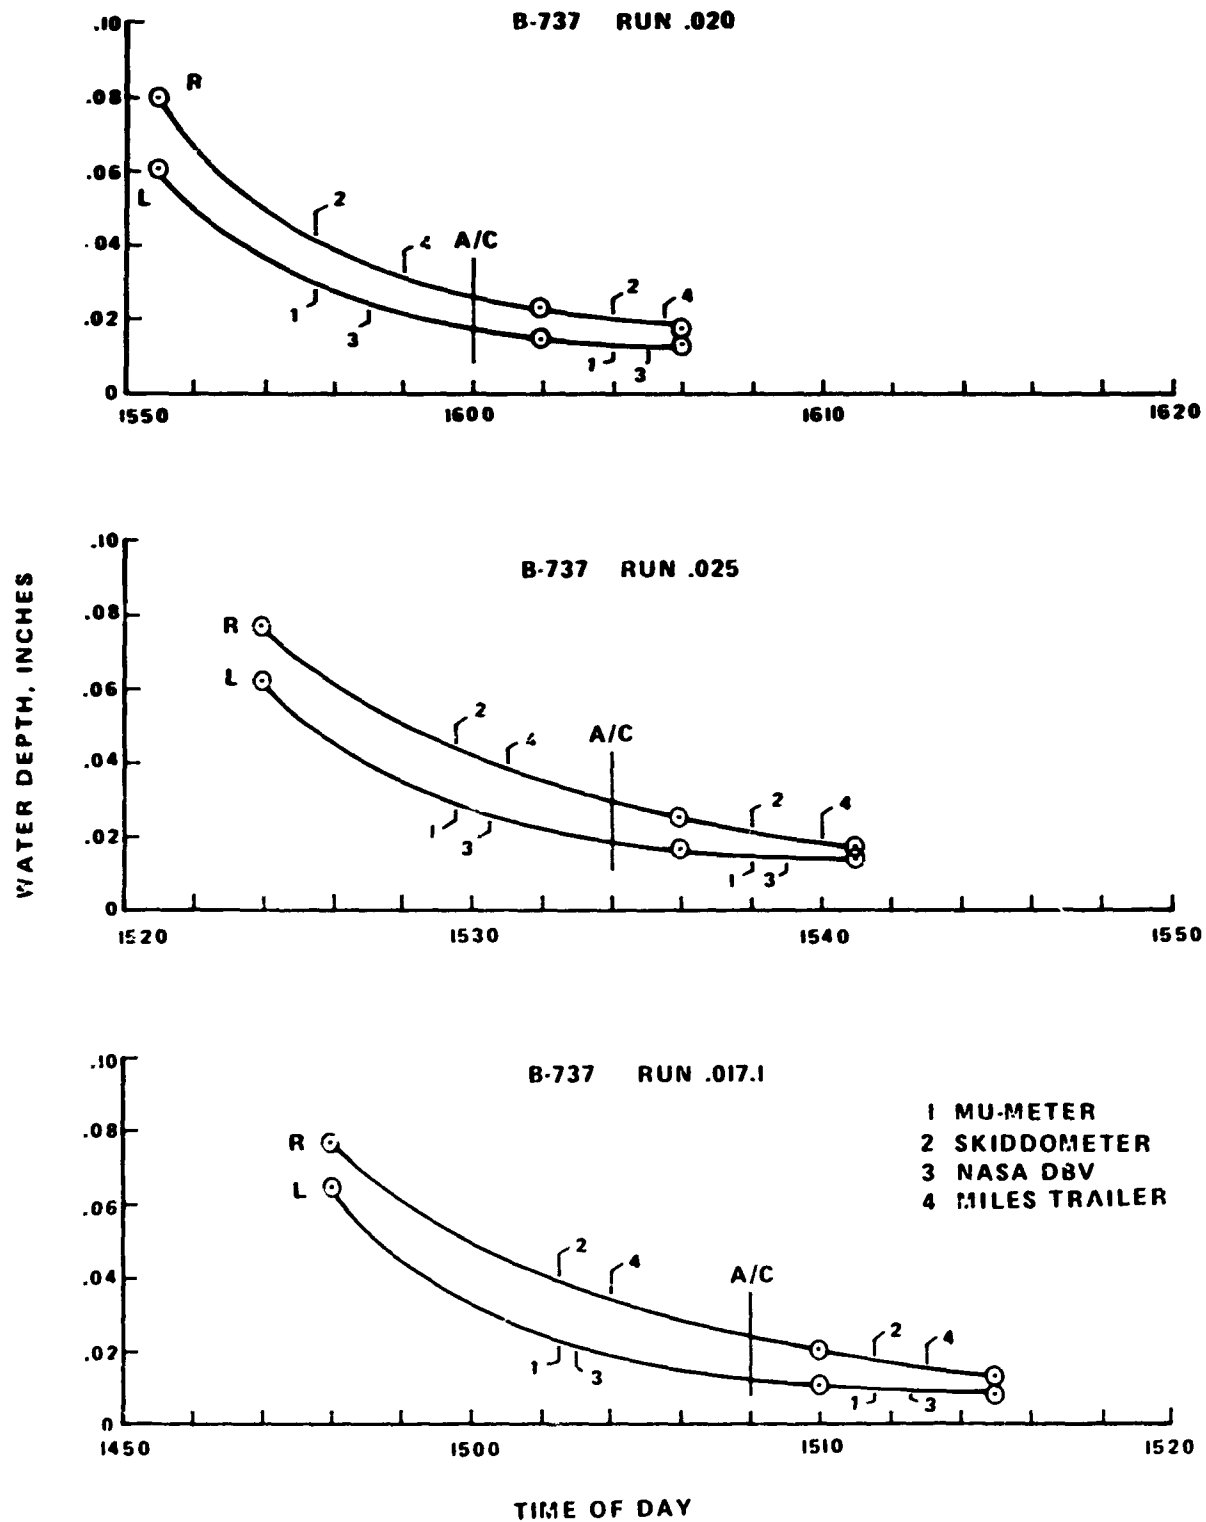 B-737 RUN .020
.10
.08
.06
.04
.02
0
R
L
2
4
A/C
1
3
2
4
1
3
1550 1600 1610 1620
WATER DEPTH, INCHES
B-737 RUN .025
.10
.08
.06
.04
.02
0
R
L
2
4
A/C
1
3
2
4
1
3
1520 1530 1540 1550
B-737 RUN .017.1
.10
.08
.06
.04
.02
0
R
L
2
4
A/C
1
3
2
4
1
3
1 MU-METER
2 SKIDDOMETER
3 NASA DBV
4 MILES TRAILER
1450 1500 1510 1520
TIME OF DAY